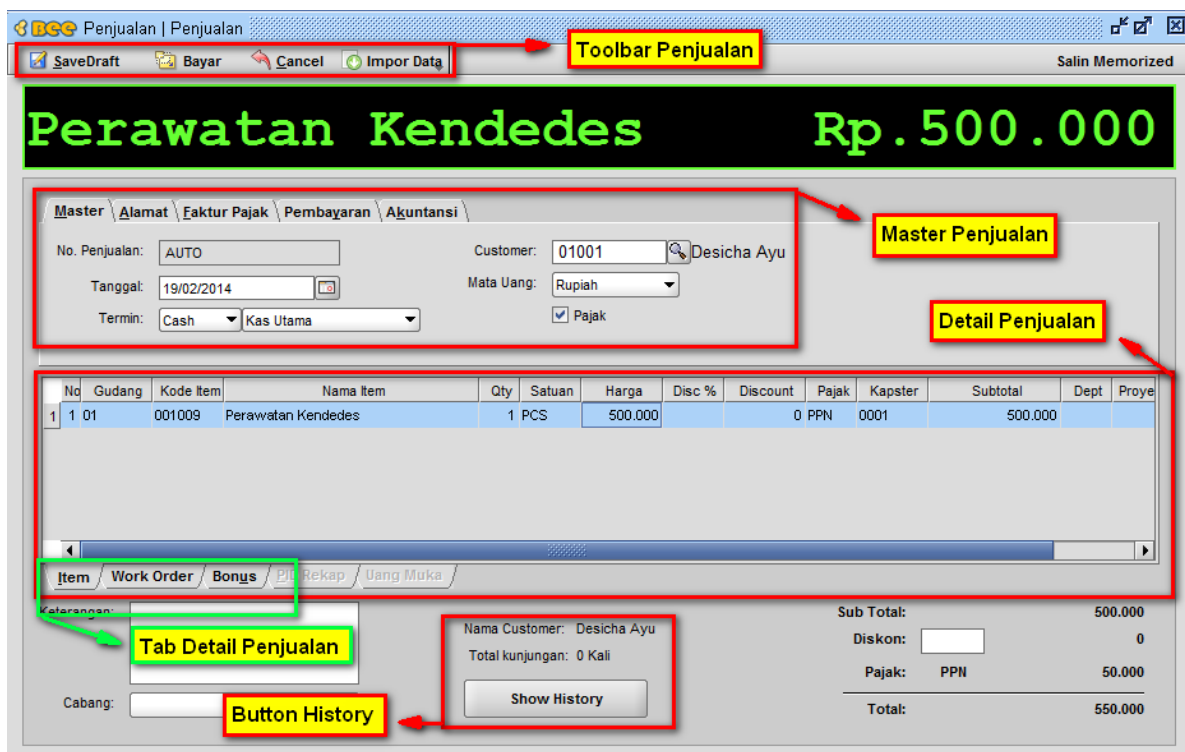 BEE Penjualan | Penjualan
SaveDraft Bayar Cancel Impor Data Toolbar Penjualan Salin Memorized
Perawatan Kendedes Rp.500.000
Master Alamat Faktur Pajak Pembayaran Akuntansi
Master Penjualan
No. Penjualan: AUTO Customer: 01001 Desicha Ayu
Tanggal: 19/02/2014 Mata Uang: Rupiah
Termin: Cash Kas Utama Pajak
Detail Penjualan
No Gudang Kode Item Nama Item Qty Satuan Harga Disc % Discount Pajak Kapster Subtotal Dept Proye
1 1 01 001009 Perawatan Kendedes 1 PCS 500.000 0 PPN 0001 500.000
Item Work Order Bonus PID Rekap Uang Muka
Keterangan: Sub Total: 500.000
Nama Customer: Desicha Ayu
Tab Detail Penjualan Diskon: 0
Total kunjungan: 0 Kali
Pajak: PPN 50.000
Cabang: Show History
Button History Total: 550.000